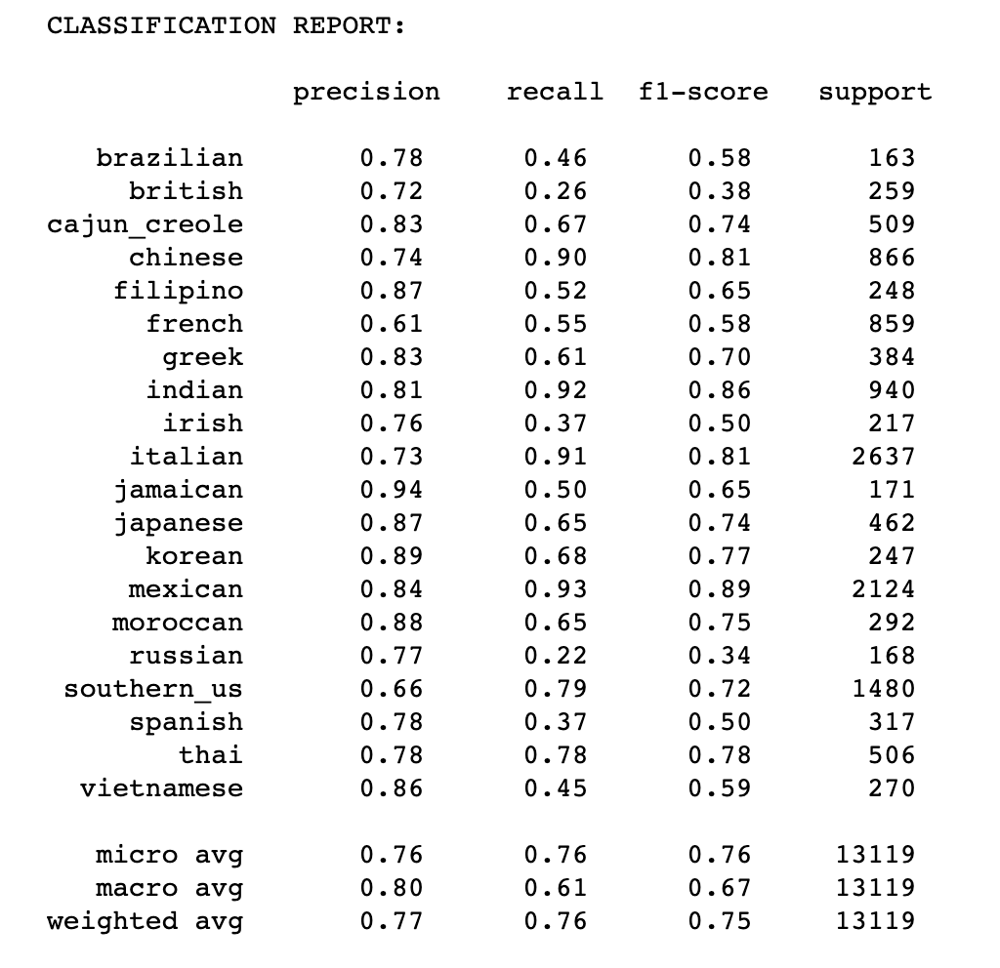 CLASSIFICATION REPORT:
precision recall f1-score support
brazilian 0.78 0.46 0.58 163
british 0.72 0.26 0.38 259
cajun_creole 0.83 0.67 0.74 509
chinese 0.74 0.90 0.81 866
filipino 0.87 0.52 0.65 248
french 0.61 0.55 0.58 859
greek 0.83 0.61 0.70 384
indian 0.81 0.92 0.86 940
irish 0.76 0.37 0.50 217
italian 0.73 0.91 0.81 2637
jamaican 0.94 0.50 0.65 171
japanese 0.87 0.65 0.74 462
korean 0.89 0.68 0.77 247
mexican 0.84 0.93 0.89 2124
moroccan 0.88 0.65 0.75 292
russian 0.77 0.22 0.34 168
southern_us 0.66 0.79 0.72 1480
spanish 0.78 0.37 0.50 317
thai 0.78 0.78 0.78 506
vietnamese 0.86 0.45 0.59 270
micro avg 0.76 0.76 0.76 13119
macro avg 0.80 0.61 0.67 13119
weighted avg 0.77 0.76 0.75 13119